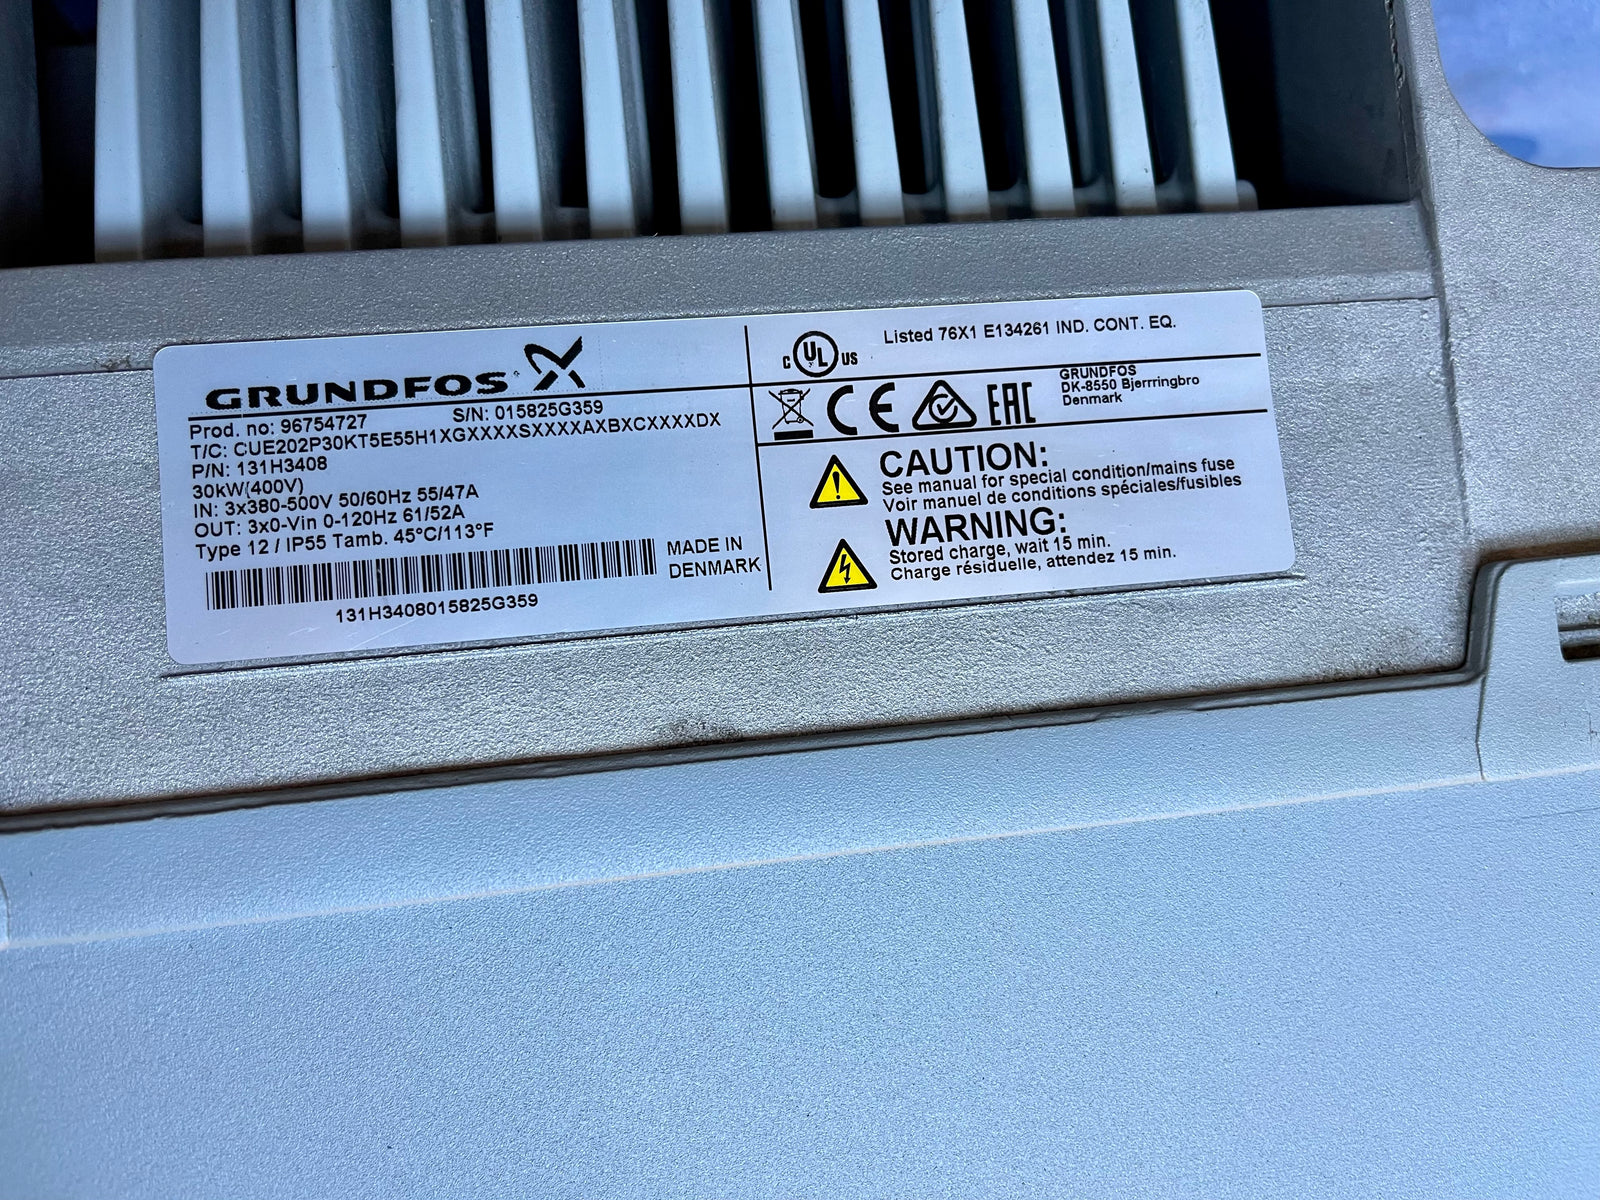 GRUNDFOS
Prod. no: 96754727 S/N: 015825G359
T/C: CUE202P30KT5E55H1XGXXXXSXXXXAXBXCXXXXDX
P/N: 131H3408
30kW(400V)
IN: 3x380-500V 50/60Hz 55/47A
OUT: 3x0-Vin 0-120Hz 61/52A
Type 12 / IP55 Tamb. 45°C/113°F
MADE IN
DENMARK
131H3408015825G359
C UL US
Listed 76X1 E134261 IND. CONT. EQ.
CE
EAC
GRUNDFOS
DK-8550 Bjerrringbro
Denmark
CAUTION:
See manual for special condition/mains fuse
Voir manuel de conditions spéciales/fusibles
WARNING:
Stored charge, wait 15 min.
Charge résiduelle, attendez 15 min.